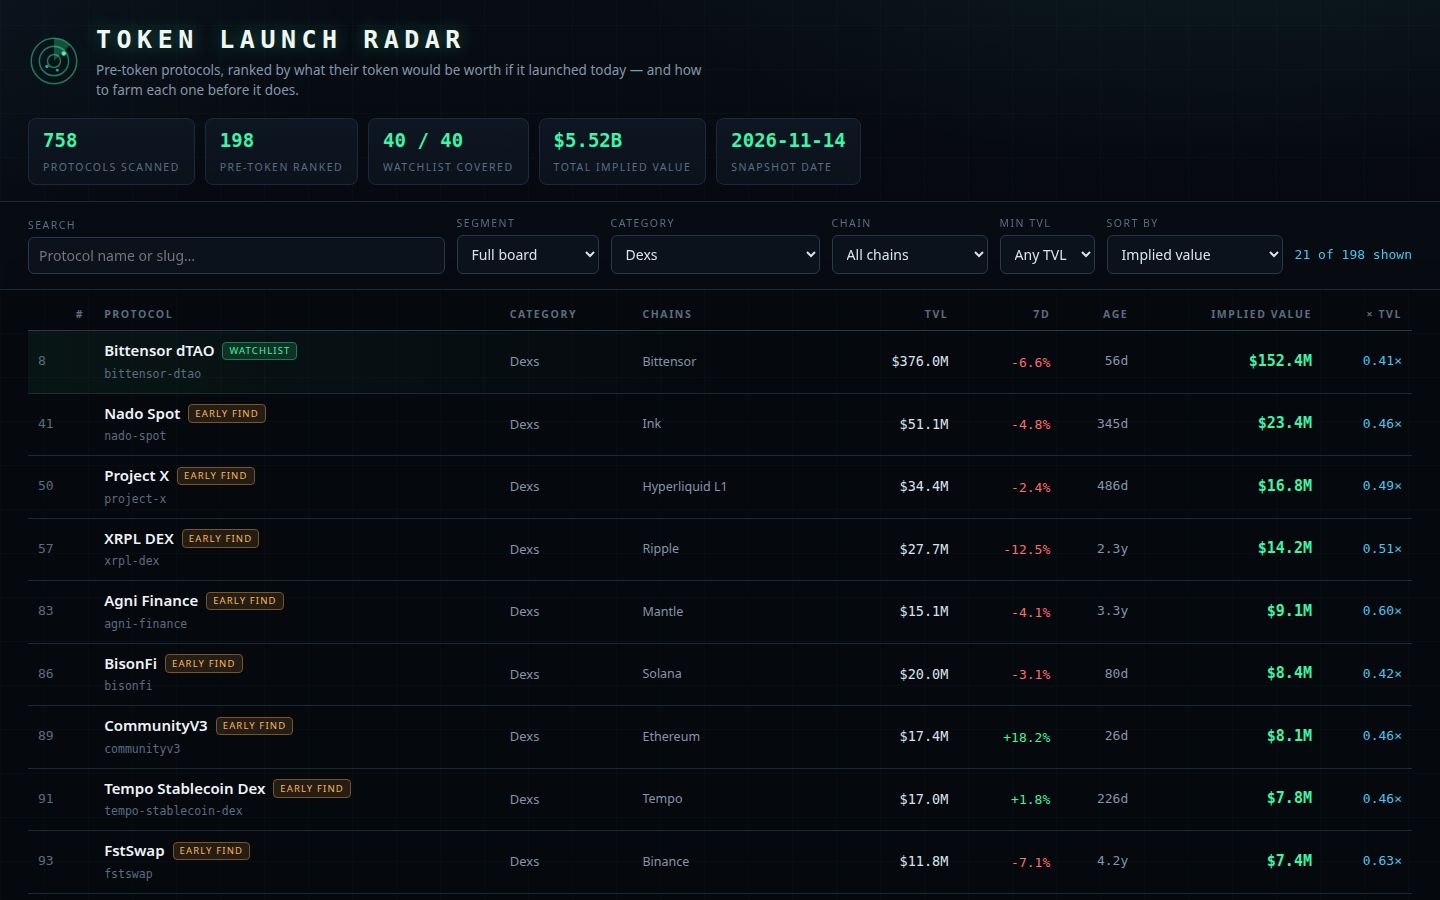 TOKEN LAUNCH RADAR
Pre-token protocols, ranked by what their token would be worth if it launched today — and how
to farm each one before it does.
758
PROTOCOLS SCANNED
198
PRE-TOKEN RANKED
40 / 40
WATCHLIST COVERED
$5.52B
TOTAL IMPLIED VALUE
2026-11-14
SNAPSHOT DATE
SEARCH
Protocol name or slug...
SEGMENT
Full board
CATEGORY
Dexs
CHAIN
All chains
MIN TVL
Any TVL
SORT BY
Implied value
21 of 198 shown
# PROTOCOL CATEGORY CHAINS TVL 7D AGE IMPLIED VALUE × TVL
8 Bittensor dTAO WATCHLIST Dexs Bittensor $376.0M -6.6% 56d $152.4M 0.41×
bittensor-dtao
41 Nado Spot EARLY FIND Dexs Ink $51.1M -4.8% 345d $23.4M 0.46×
nado-spot
50 Project X EARLY FIND Dexs Hyperliquid L1 $34.4M -2.4% 486d $16.8M 0.49×
project-x
57 XRPL DEX EARLY FIND Dexs Ripple $27.7M -12.5% 2.3y $14.2M 0.51×
xrpl-dex
83 Agni Finance EARLY FIND Dexs Mantle $15.1M -4.1% 3.3y $9.1M 0.60×
agni-finance
86 BisonFi EARLY FIND Dexs Solana $20.0M -3.1% 80d $8.4M 0.42×
bisonfi
89 CommunityV3 EARLY FIND Dexs Ethereum $17.4M +18.2% 26d $8.1M 0.46×
communityv3
91 Tempo Stablecoin Dex EARLY FIND Dexs Tempo $17.0M +1.8% 226d $7.8M 0.46×
tempo-stablecoin-dex
93 FstSwap EARLY FIND Dexs Binance $11.8M -7.1% 4.2y $7.4M 0.63×
fstswap